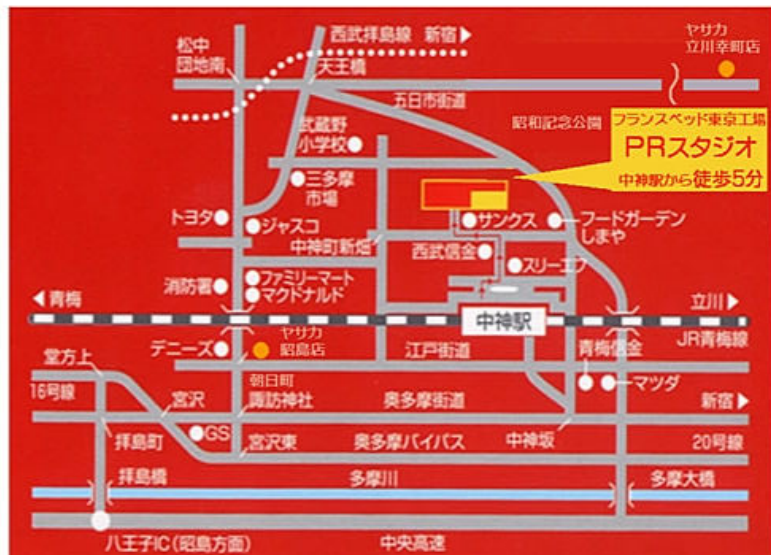 ヤサカ
立川幸町店
西武拝島線 新宿▶
松中
団地南
天王橋
五日市街道
昭和記念公園
フランスベッド東京工場
PRスタジオ
中神駅から徒歩5分
武蔵野
小学校
三多摩
市場
トヨタ
ジャスコ
サンクス
フードガーデン
しまや
中神町新畑
西武信金
スリーエフ
消防署
ファミリーマート
マクドナルド
◀青梅
立川▶
中神駅
JR青梅線
デニーズ
ヤサカ
昭島店
江戸街道
青梅信金
マツダ
堂方上
16号線
朝日町
宮沢
諏訪神社
奥多摩街道
新宿▶
拝島町
GS
宮沢東
奥多摩バイパス
中神坂
20号線
拝島橋
多摩川
多摩大橋
八王子IC(昭島方面)
中央高速